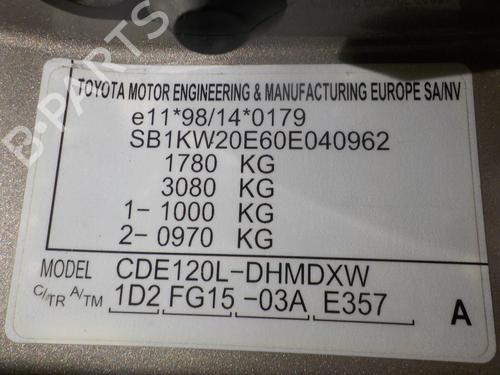 TOYOTA MOTOR ENGINEERING & MANUFACTURING EUROPE SA/NV
e11*98/14*0179
SB1KW20E60E040962
1780 KG
3080 KG
1- 1000 KG
2- 0970 KG
MODEL CDE120L-DHMDXW
C/TR A/TM 1D2 FG15 -03A E357 A
B-PARTS